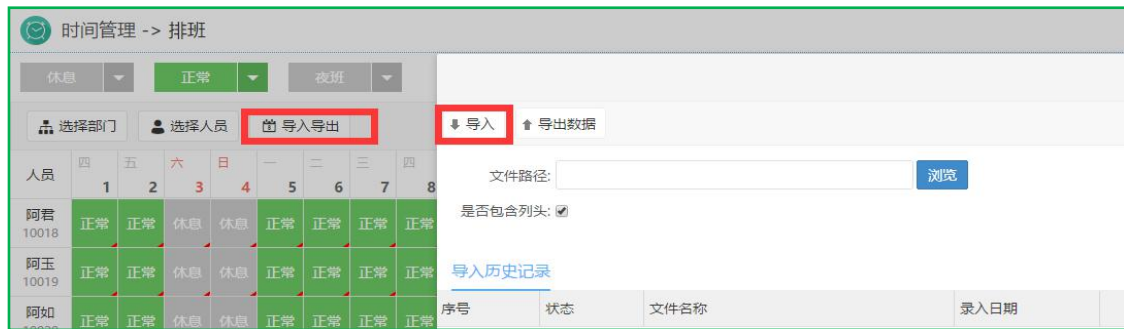 时间管理 -> 排班
休息 正常 夜班
选择部门 选择人员 导入导出
导入 导出数据
人员 四 五 六 日 一 二 三 四
1 2 3 4 5 6 7 8
文件路径: 浏览
是否包含列头:
阿君 正常 正常 休息 休息 正常 正常 正常 正常
10018
阿玉 正常 正常 休息 休息 正常 正常 正常 正常
10019
导入历史记录
序号 状态 文件名称 录入日期
阿如 正常 正常 休息 休息 正常 正常 正常 正常